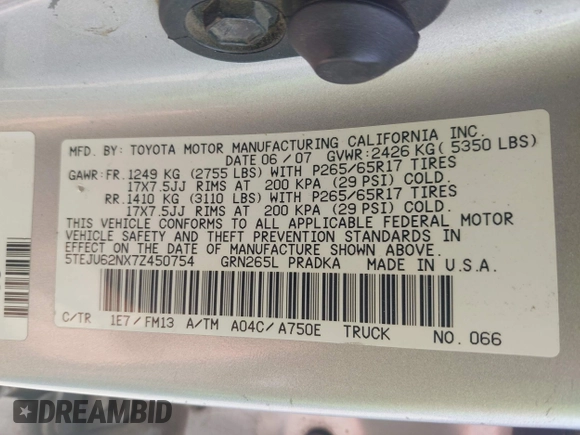 MFD. BY: TOYOTA MOTOR MANUFACTURING CALIFORNIA INC.
DATE 06 / 07 GVWR: 2426 KG( 5350 LBS)
GAWR: FR. 1249 KG (2755 LBS) WITH P265/65R17 TIRES
17X7.5JJ RIMS AT 200 KPA (29 PSI) COLD.
RR. 1410 KG (3110 LBS) WITH P265/65R17 TIRES
17X7.5JJ RIMS AT 200 KPA (29 PSI) COLD.
THIS VEHICLE CONFORMS TO ALL APPLICABLE FEDERAL MOTOR
VEHICLE SAFETY AND THEFT PREVENTION STANDARDS IN
EFFECT ON THE DATE OF MANUFACTURE SHOWN ABOVE.
5TEJU62NX7Z450754 GRN265L PRADKA MADE IN U.S.A.
C/TR 1E7 / FM13 A/TM A04C / A750E TRUCK NO. 066
DREAMBID